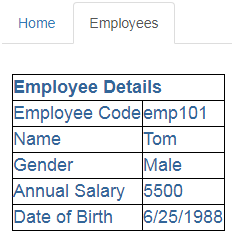 Home Employees
Employee Details
Employee Code emp101
Name Tom
Gender Male
Annual Salary 5500
Date of Birth 6/25/1988